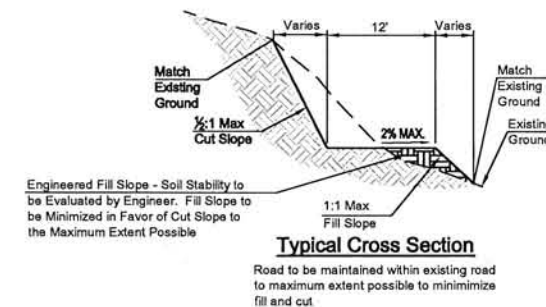 Varies
12'
Varies
Match
Existing
Ground
½:1 Max
Cut Slope
2% MAX.
Match
Existing
Ground
Existing
Ground
Engineered Fill Slope - Soil Stability to
be Evaluated by Engineer. Fill Slope to
be Minimized in Favor of Cut Slope to
the Maximum Extent Possible
1:1 Max
Fill Slope
Typical Cross Section
Road to be maintained within existing road
to maximum extent possible to minimimize
fill and cut